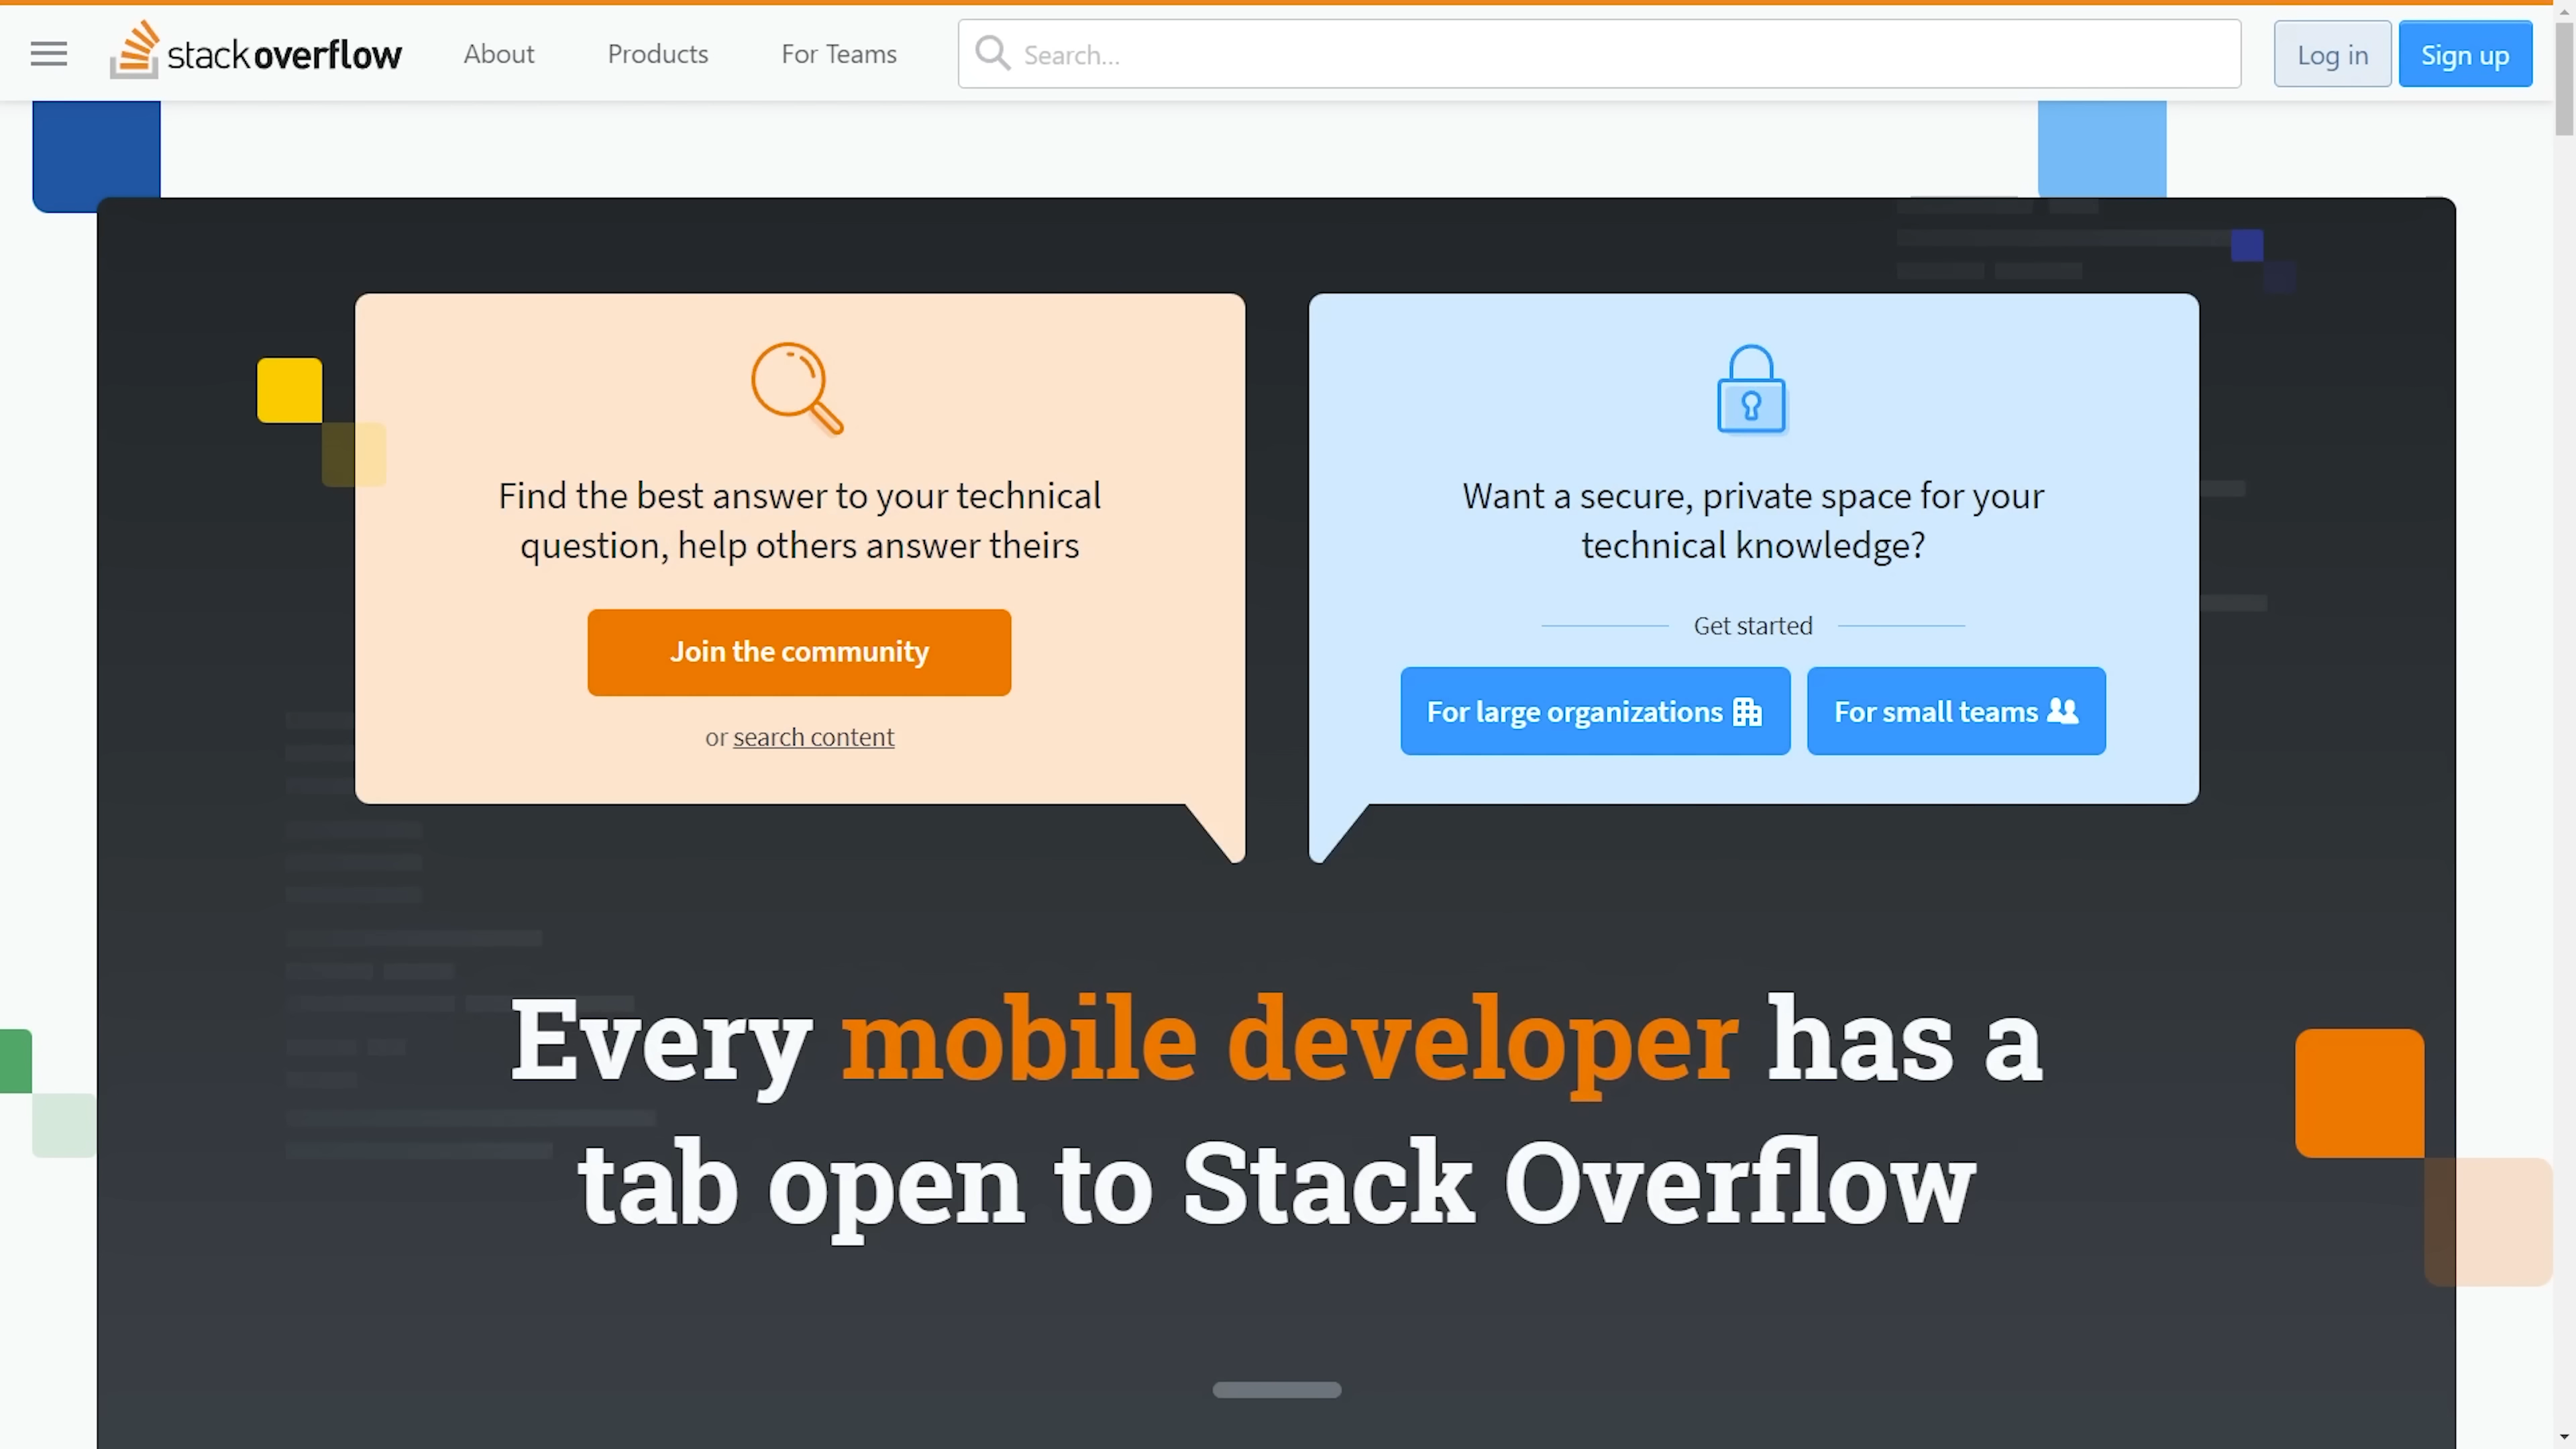 stackoverflow About Products For Teams Search... Log in Sign up
Find the best answer to your technical
question, help others answer theirs
Join the community
or search content
Want a secure, private space for your
technical knowledge?
Get started
For large organizations For small teams
Every mobile developer has a
tab open to Stack Overflow